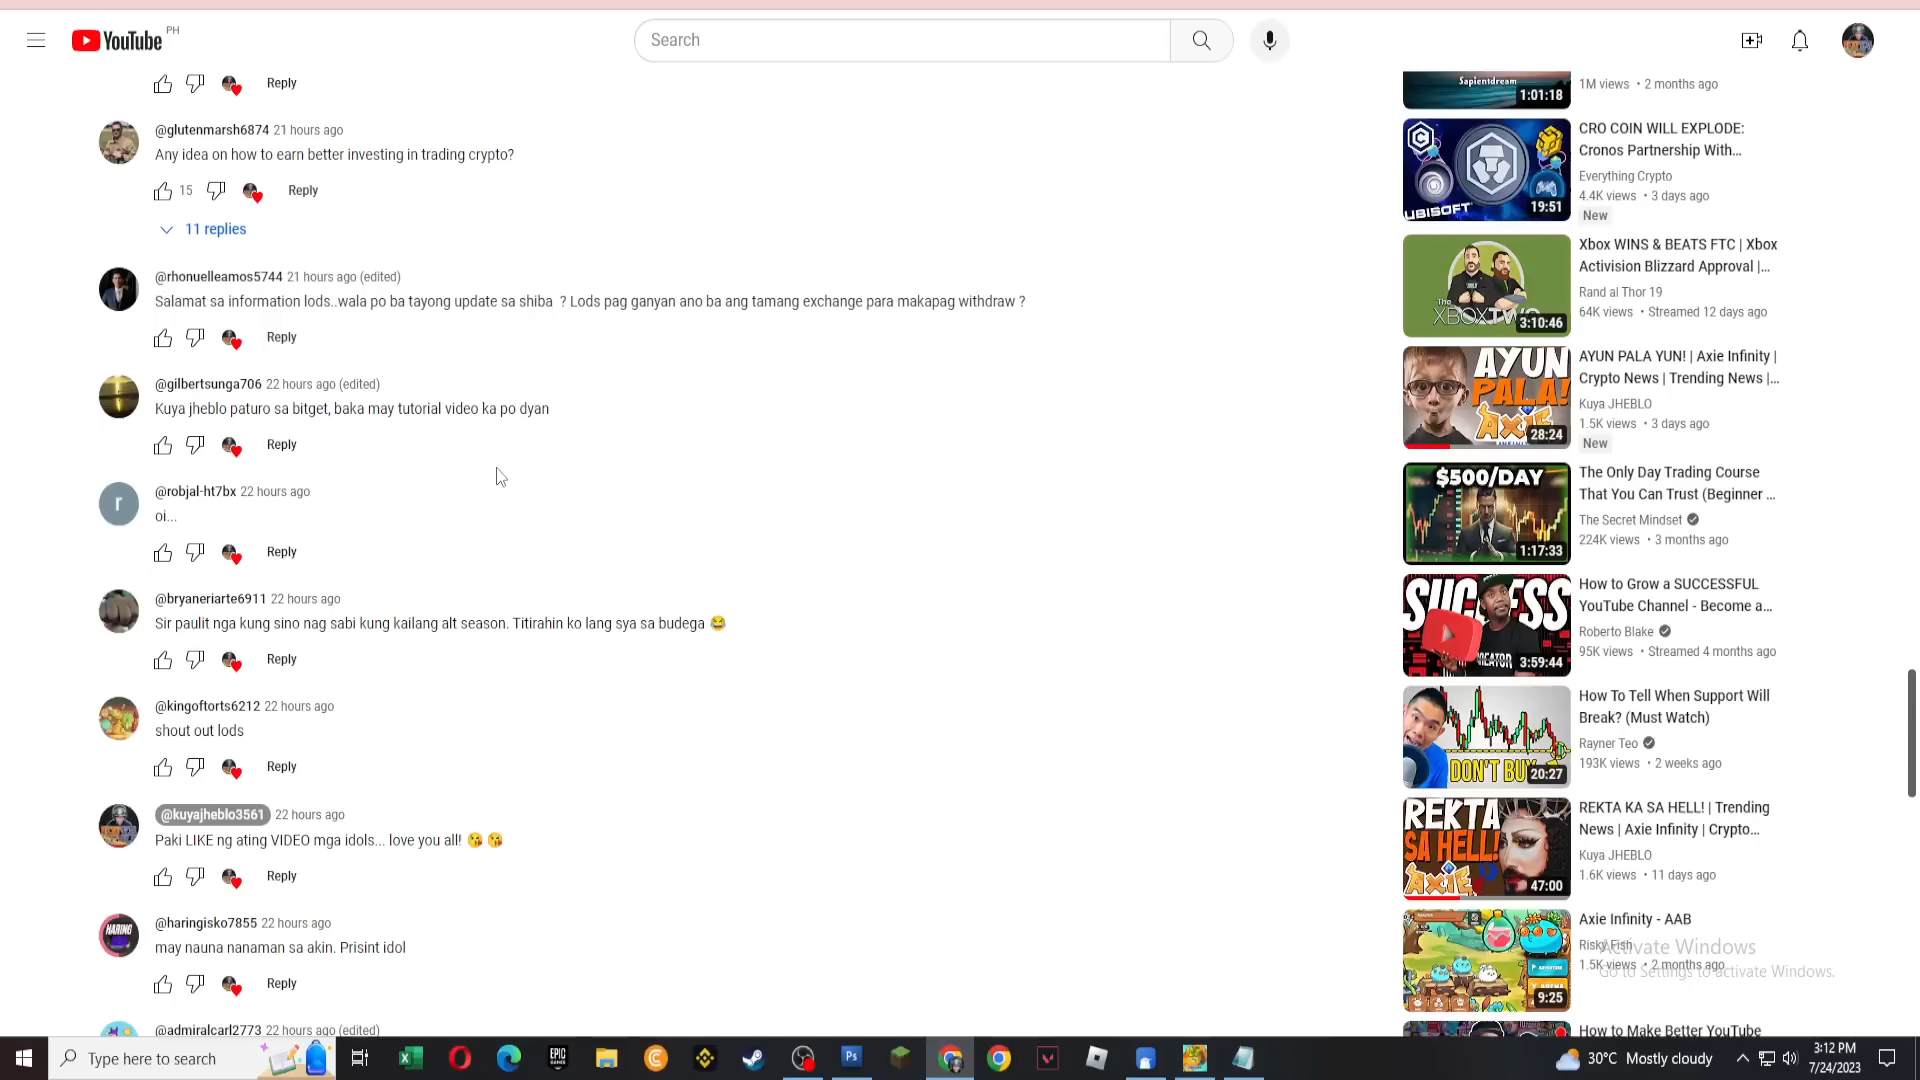 YouTube PH
Search
Reply
@glutenmarsh6874 21 hours ago
Any idea on how to earn better investing in trading crypto?
15 Reply
11 replies
@rhonuelleamos5744 21 hours ago (edited)
Salamat sa information lods..wala po ba tayong update sa shiba ? Lods pag ganyan ano ba ang tamang exchange para makapag withdraw ?
Reply
@gilbertsunga706 22 hours ago (edited)
Kuya jheblo paturo sa bitget, baka may tutorial video ka po dyan
Reply
r
@robjal-ht7bx 22 hours ago
oi...
Reply
@bryaneriarte6911 22 hours ago
Sir paulit nga kung sino nag sabi kung kailang alt season. Titirahin ko lang sya sa budega 😂
Reply
@kingoftorts6212 22 hours ago
shout out lods
Reply
@kuyajheblo3561 22 hours ago
Paki LIKE ng ating VIDEO mga idols... love you all! 😘 😘
Reply
HARING
@haringisko7855 22 hours ago
may nauna nanaman sa akin. Prisint idol
Reply
@admiralcarl2773 22 hours ago (edited)
Sapientdream
1:01:18
1M views • 2 months ago
UBISOFT
19:51
CRO COIN WILL EXPLODE:
Cronos Partnership With...
Everything Crypto
4.4K views • 3 days ago
New
The
XBOXTWO
3:10:46
Xbox WINS & BEATS FTC | Xbox
Activision Blizzard Approval |...
Rand al Thor 19
64K views • Streamed 12 days ago
AYUN
PALA!
AXIE
28:24
AYUN PALA YUN! | Axie Infinity |
Crypto News | Trending News |...
Kuya JHEBLO
1.5K views • 3 days ago
New
$500/DAY
1:17:33
The Only Day Trading Course
That You Can Trust (Beginner ...
The Secret Mindset
224K views • 3 months ago
SUCCESS
3:59:44
How to Grow a SUCCESSFUL
YouTube Channel - Become a...
Roberto Blake
95K views • Streamed 4 months ago
DON'T BUY
20:27
How To Tell When Support Will
Break? (Must Watch)
Rayner Teo
193K views • 2 weeks ago
REKTA
SA HELL!
AXIE
47:00
REKTA KA SA HELL! | Trending
News | Axie Infinity | Crypto...
Kuya JHEBLO
1.6K views • 11 days ago
9:25
Axie Infinity - AAB
Risky Fish
1.5K views • 2 months ago
Activate Windows
Go to Settings to activate Windows.
How to Make Better YouTube
Type here to search
EPIC GAMES
Ps
30°C Mostly cloudy
3:12 PM
7/24/2023